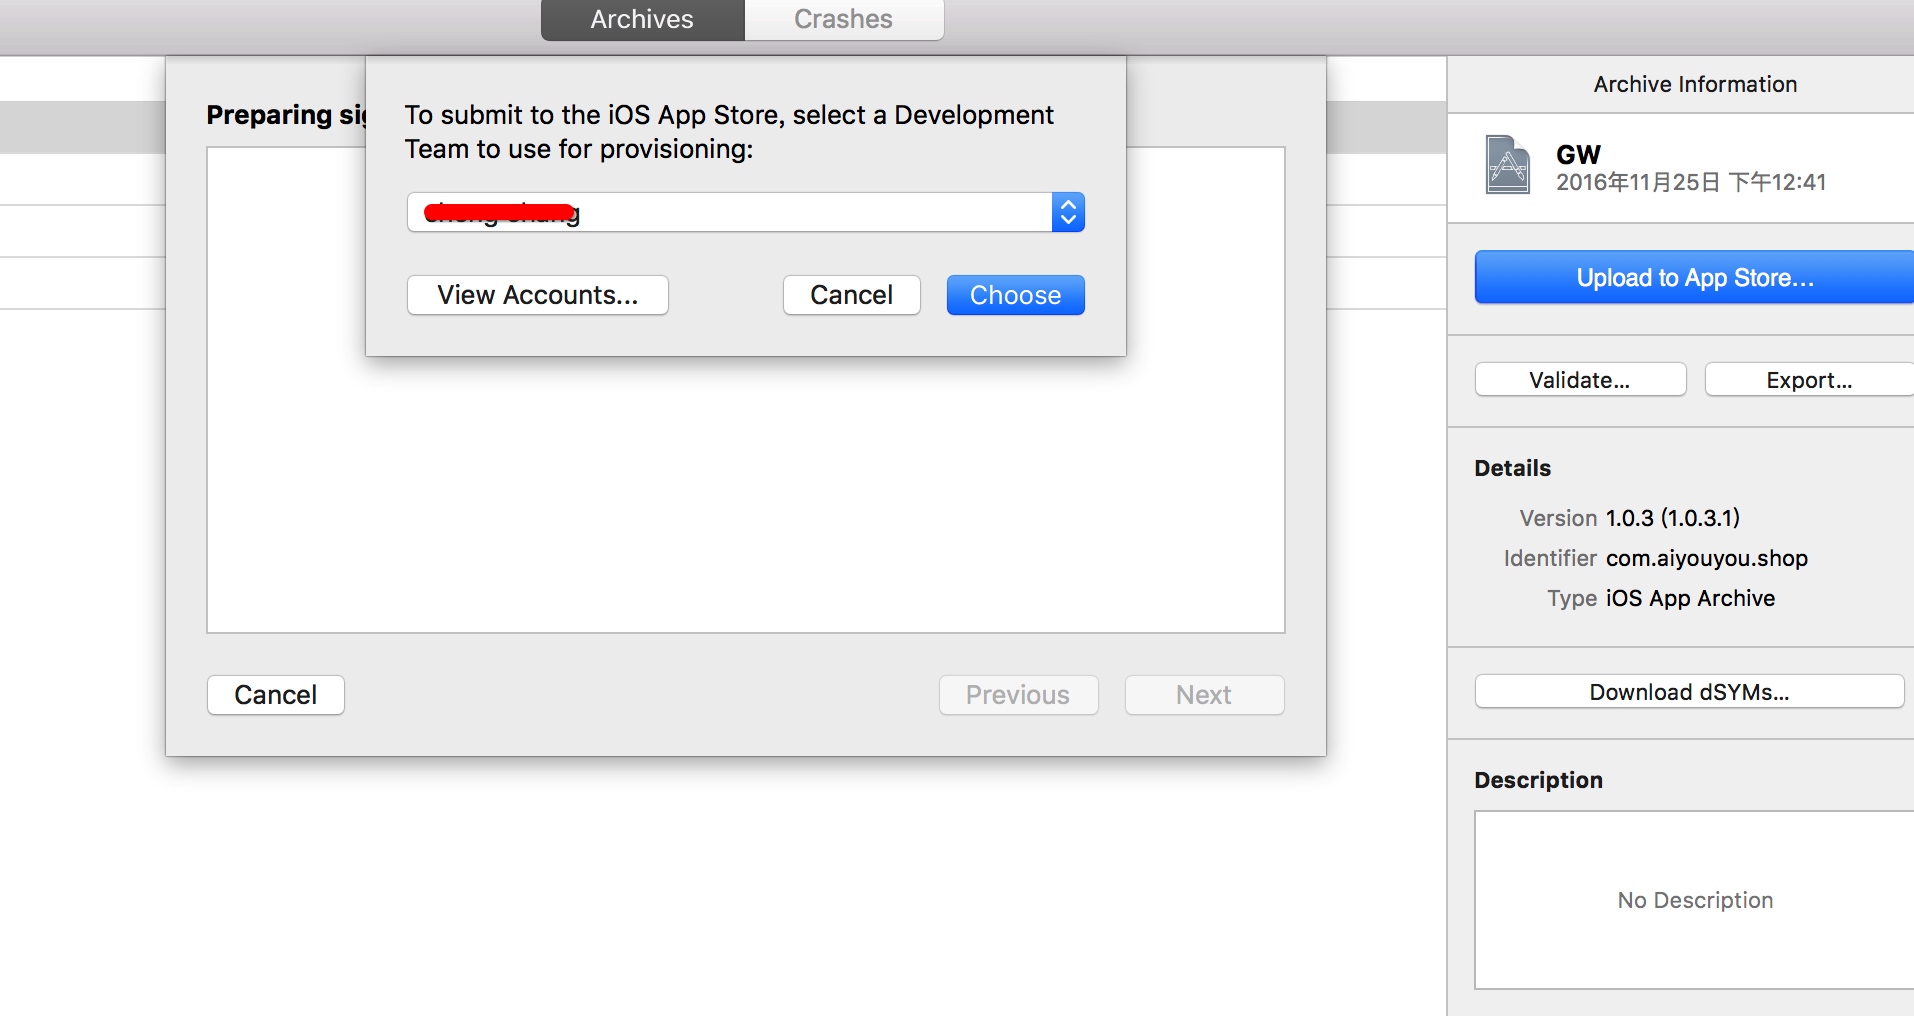 Archives
Crashes
Preparing
To submit to the iOS App Store, select a Development
Team to use for provisioning:
View Accounts...
Cancel
Choose
Cancel
Previous
Next
Archive Information
GW
2016年11月25日 下午12:41
Upload to App Store...
Validate...
Export...
Details
Version 1.0.3 (1.0.3.1)
Identifier com.aiyouyou.shop
Type iOS App Archive
Download dSYMs...
Description
No Description